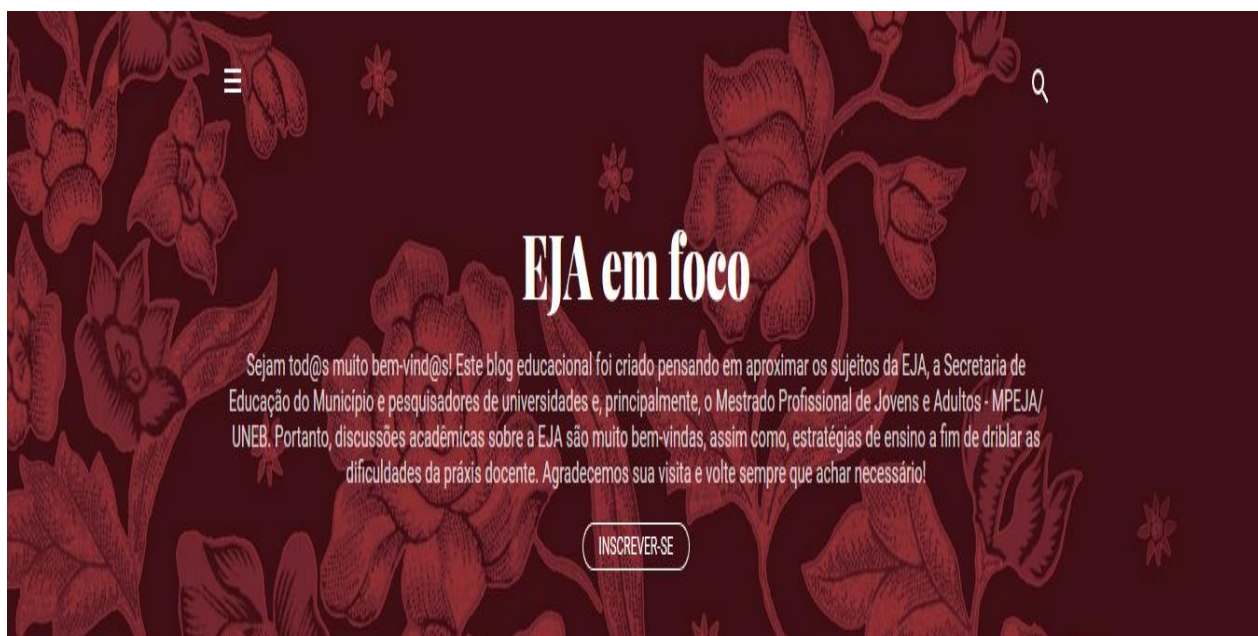 EJA em foco
Sejam tod@s muito bem-vind@s! Este blog educacional foi criado pensando em aproximar os sujeitos da EJA, a Secretaria de
Educação do Município e pesquisadores de universidades e, principalmente, o Mestrado Profissional de Jovens e Adultos - MPEJA/
UNEB. Portanto, discussões acadêmicas sobre a EJA são muito bem-vindas, assim como, estratégias de ensino a fim de driblar as
dificuldades da práxis docente. Agradecemos sua visita e volte sempre que achar necessário!
INSCREVER-SE